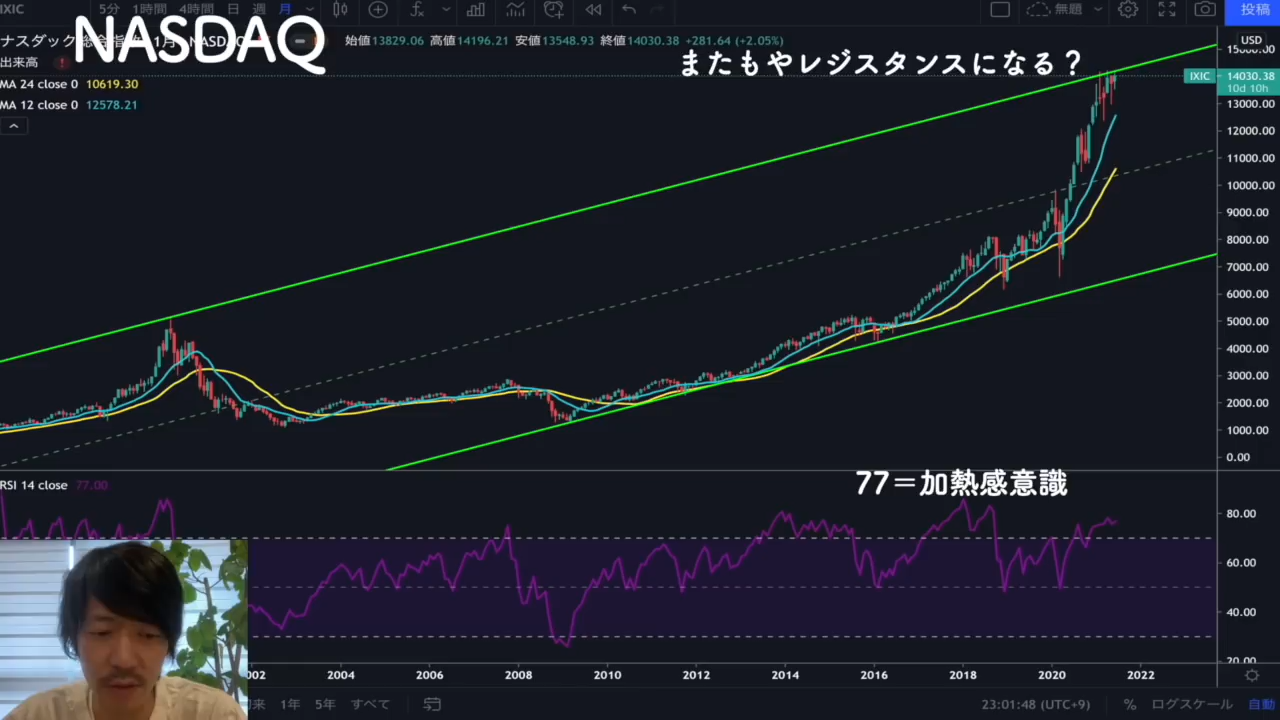 IXIC 5分 1時間 4時間 日 週 月 無題 投稿
NASDAQ
ナスダック 始値13829.06 高値14196.21 安値13548.93 終値14030.38 +281.64 (+2.05%)
USD
出来高
またもやレジスタンスになる？
MA 24 close 0 10619.30
MA 12 close 0 12578.21
15000.00
IXIC 14030.38
10d 10h
13000.00
12000.00
11000.00
10000.00
9000.00
8000.00
7000.00
6000.00
5000.00
4000.00
3000.00
2000.00
1000.00
0.00
RSI 14 close 77.00
77＝加熱感意識
80.00
60.00
40.00
20.00
002 2004 2006 2008 2010 2012 2014 2016 2018 2020 2022
1年 5年 すべて 23:01:48 (UTC+9) % ログスケール 自動